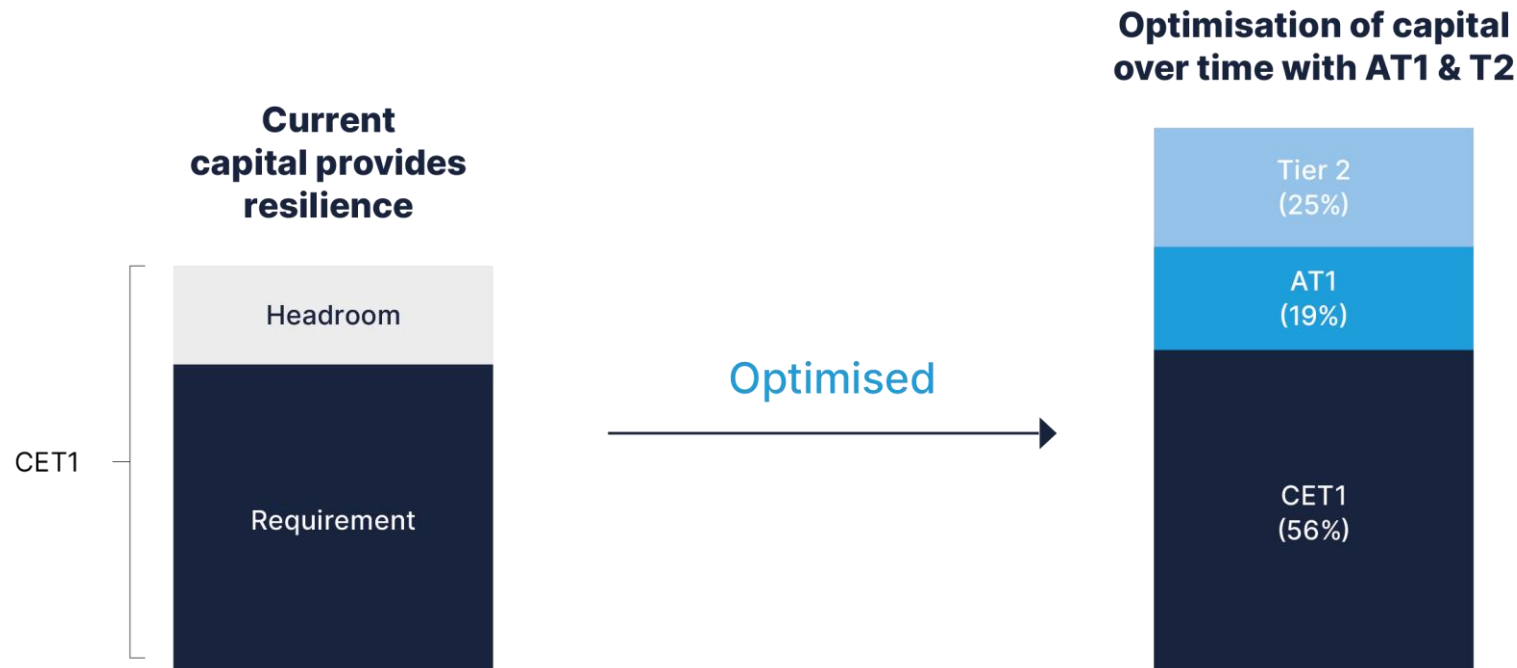 Current
capital provides
resilience
CET1
Headroom
Requirement
Optimised
Optimisation of capital
over time with AT1 & T2
Tier 2
(25%)
AT1
(19%)
CET1
(56%)